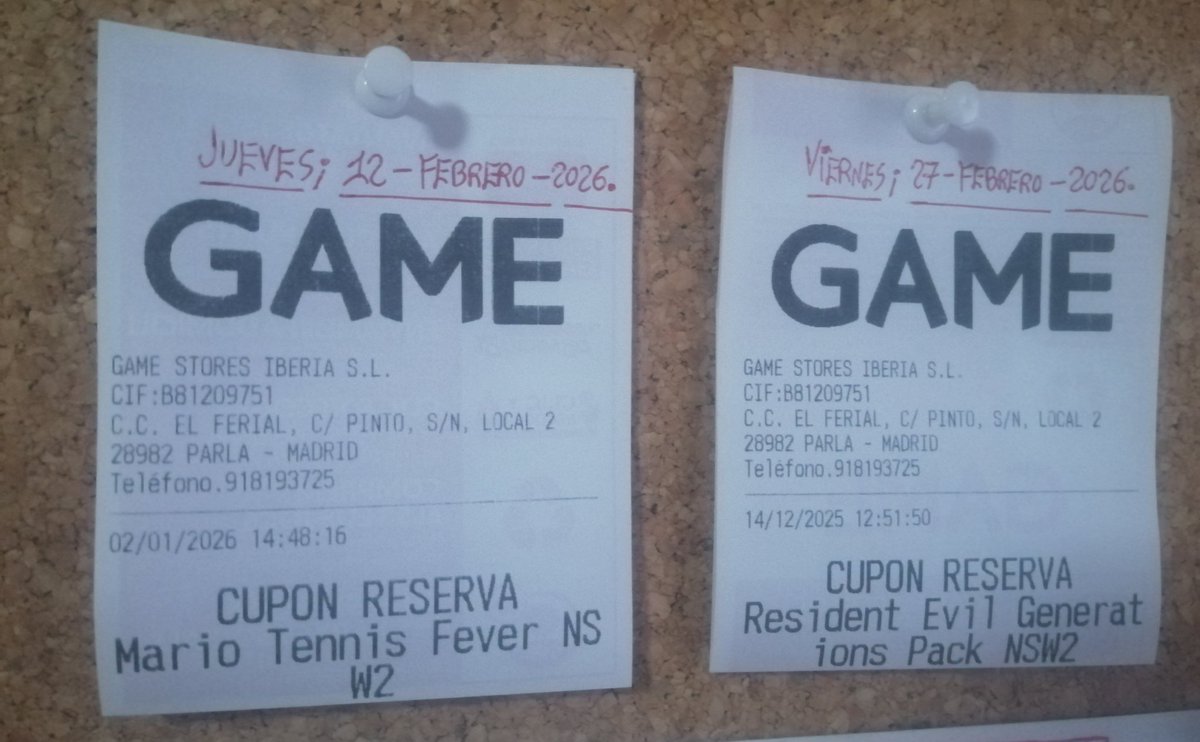 JUEVES; 12-FEBRERO-2026.
GAME
GAME STORES IBERIA S.L.
CIF:B81209751
C.C. EL FERIAL, C/ PINTO, S/N, LOCAL 2
28982 PARLA - MADRID
Teléfono.918193725
02/01/2026 14:48:16
CUPON RESERVA
Mario Tennis Fever NS
W2
ViERNES; 27-FEBRERO-2026.
GAME
GAME STORES IBERIA S.L.
CIF:B81209751
C.C. EL FERIAL, C/ PINTO, S/N, LOCAL 2
28982 PARLA - MADRID
Teléfono.918193725
14/12/2025 12:51:50
CUPON RESERVA
Resident Evil Generat
ions Pack NSW2